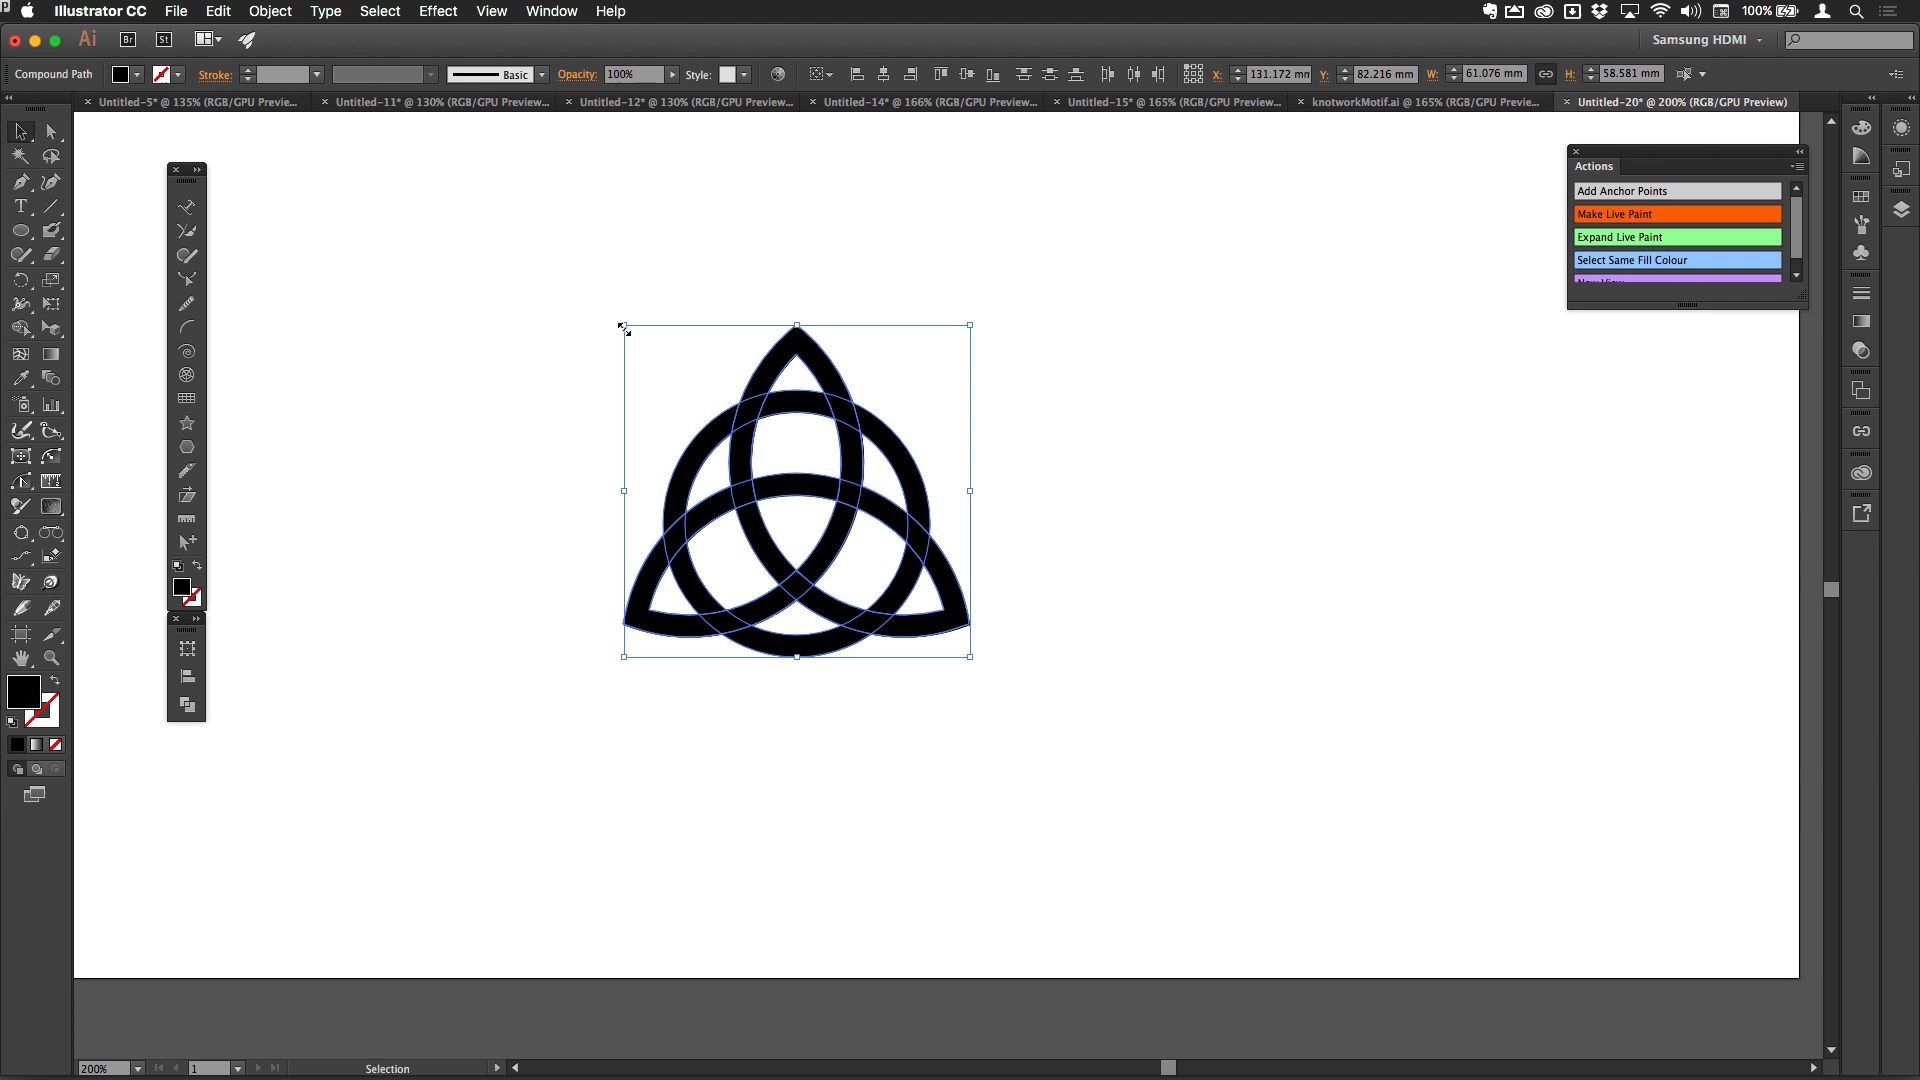 Illustrator CC File Edit Object Type Select Effect View Window Help
100%
Ai Br St
Samsung HDMI
Compound Path
Stroke:
Basic
Opacity: 100%
Style:
X: 131.172 mm
Y: 82.216 mm
W: 61.076 mm
H: 58.581 mm
Untitled-5* @ 135% (RGB/GPU Previe...
Untitled-11* @ 130% (RGB/GPU Preview...
Untitled-12* @ 130% (RGB/GPU Preview...
Untitled-14* @ 166% (RGB/GPU Preview...
Untitled-15* @ 165% (RGB/GPU Preview...
knotworkMotif.ai @ 165% (RGB/GPU Previe...
Untitled-20* @ 200% (RGB/GPU Preview)
Actions
Add Anchor Points
Make Live Paint
Expand Live Paint
Select Same Fill Colour
200%
1
Selection